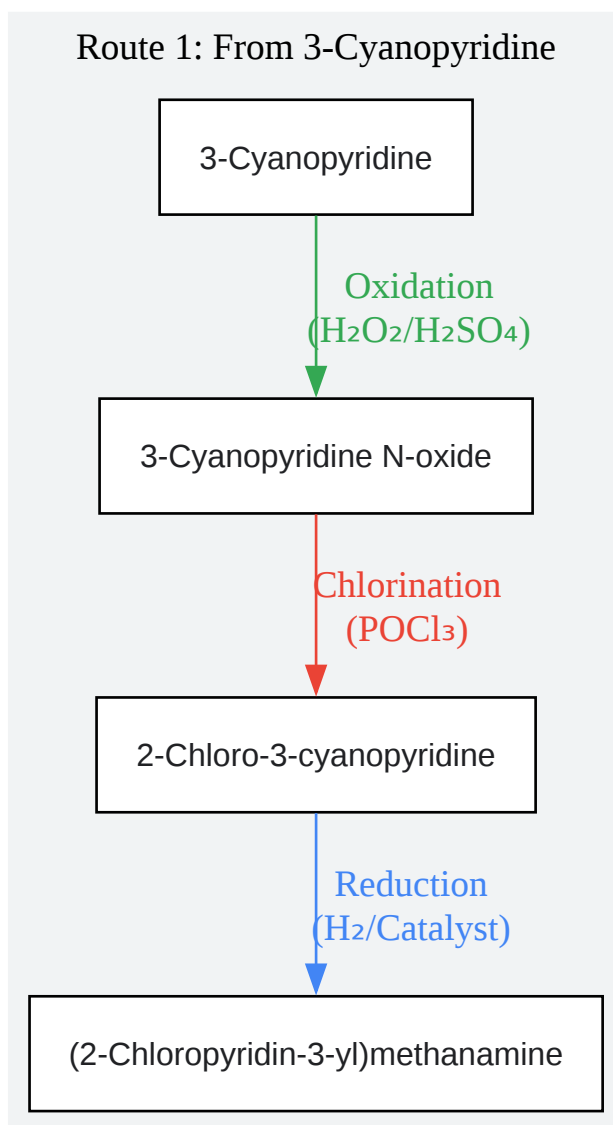 Route 1: From 3-Cyanopyridine
3-Cyanopyridine
Oxidation
(H₂O₂/H₂SO₄)
3-Cyanopyridine N-oxide
Chlorination
(POCl₃)
2-Chloro-3-cyanopyridine
Reduction
(H₂/Catalyst)
(2-Chloropyridin-3-yl)methanamine